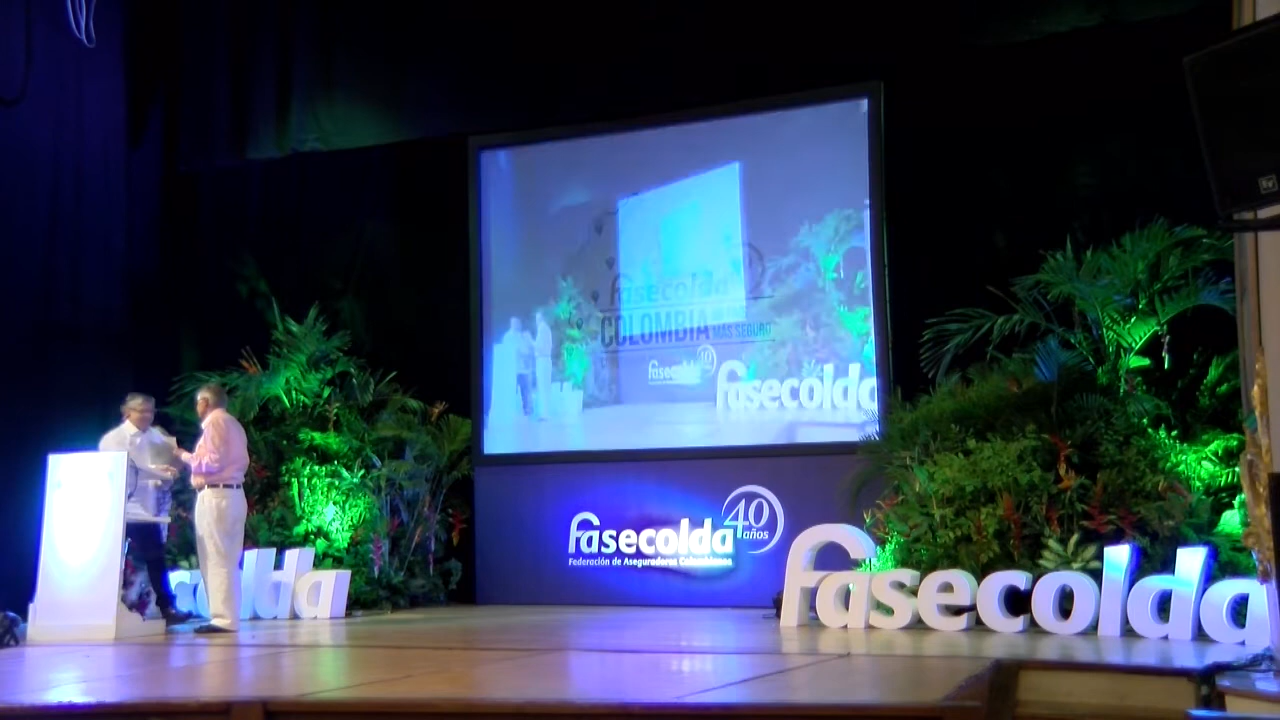 fasecolda
COLOMBIA MÁS SEGURO
fasecolda 40
fasecolda
fasecolda 40 años
Federación de Aseguradores Colombianos
fasecolda
colda